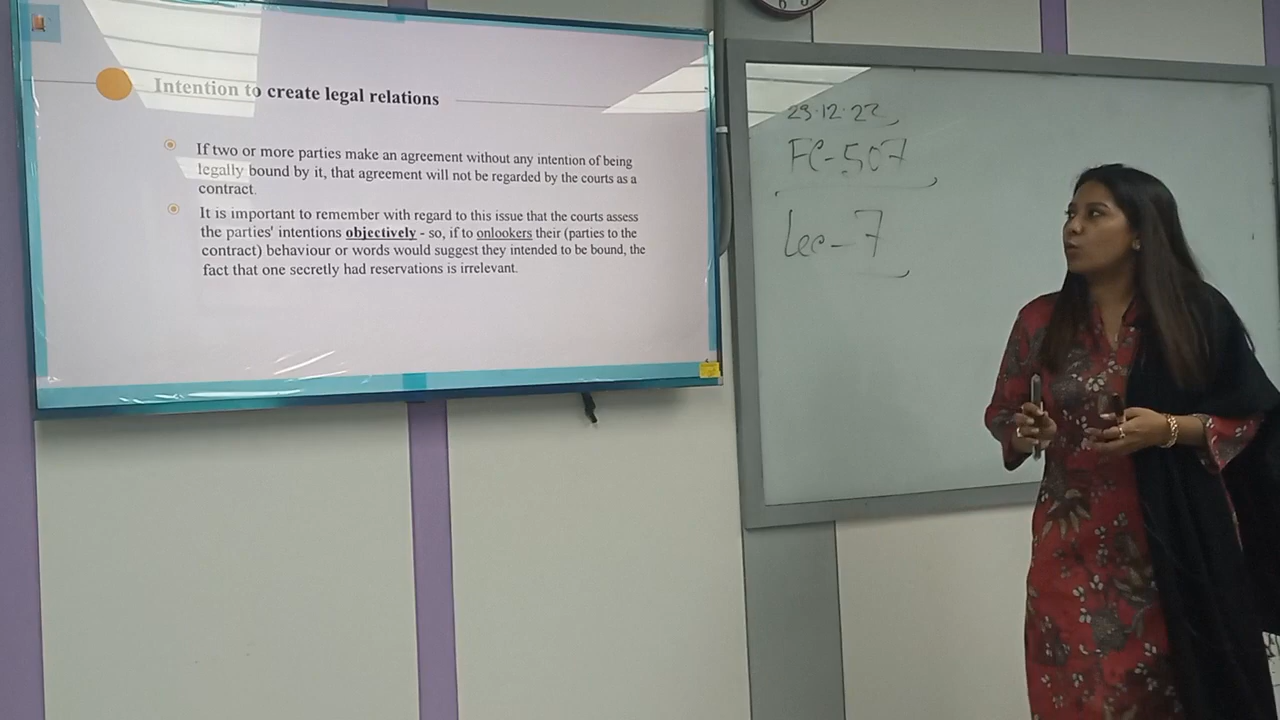 Intention to create legal relations
If two or more parties make an agreement without any intention of being
legally bound by it, that agreement will not be regarded by the courts as a
contract.
It is important to remember with regard to this issue that the courts assess
the parties' intentions objectively - so, if to onlookers their (parties to the
contract) behaviour or words would suggest they intended to be bound, the
fact that one secretly had reservations is irrelevant.
23.12.22
FC-507
Lec-7